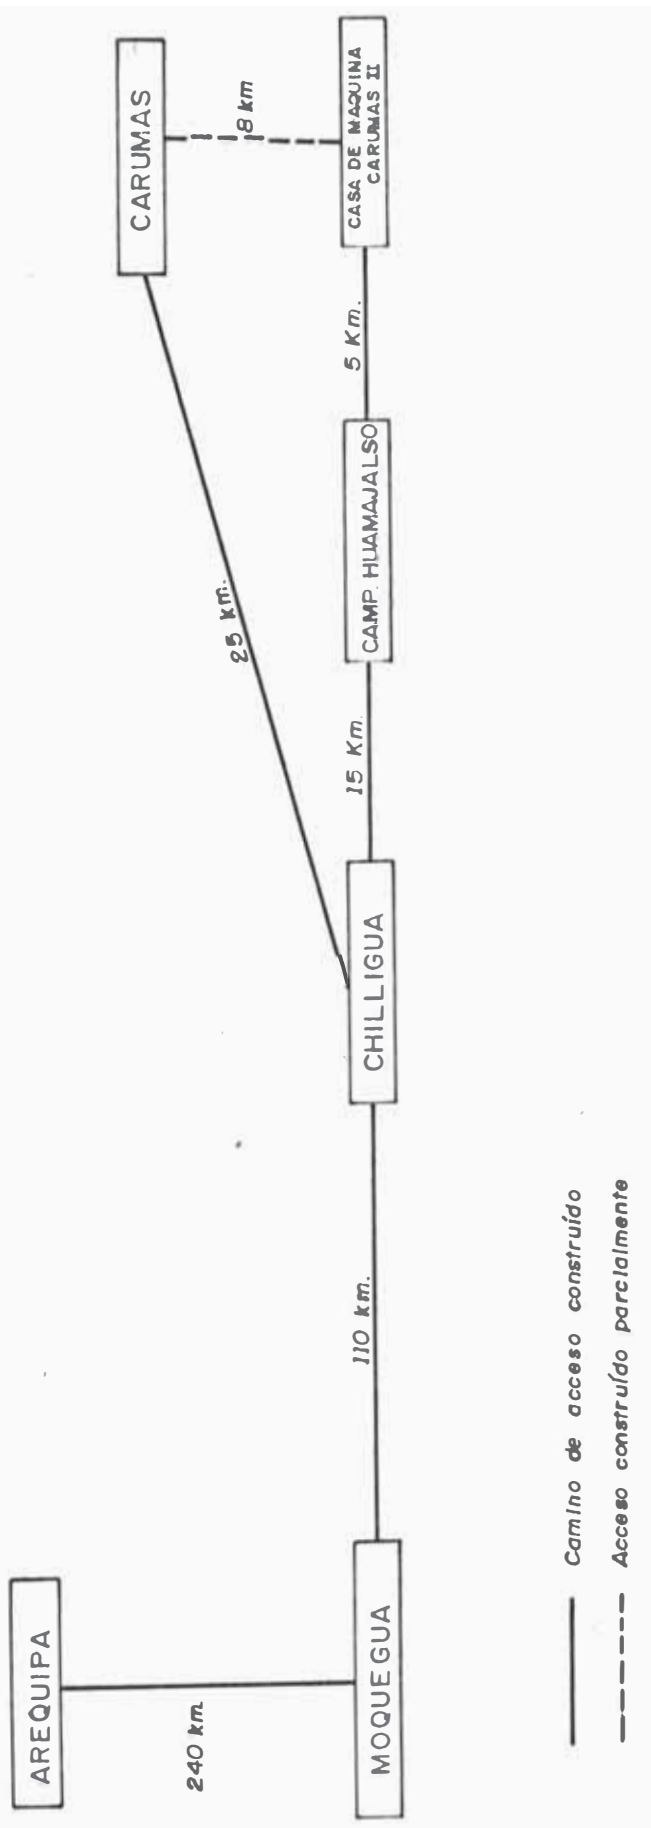 AREQUIPA
240 km
MOQUEGUA
110 km.
CHILLIGUA
25 km.
15 Km.
CAMP. HUAMAJALSO
5 Km.
CARUMAS
8 km
CASA DE MAQUINA
CARUMAS II
Camino de acceso construído
Acceso construído parcialmente